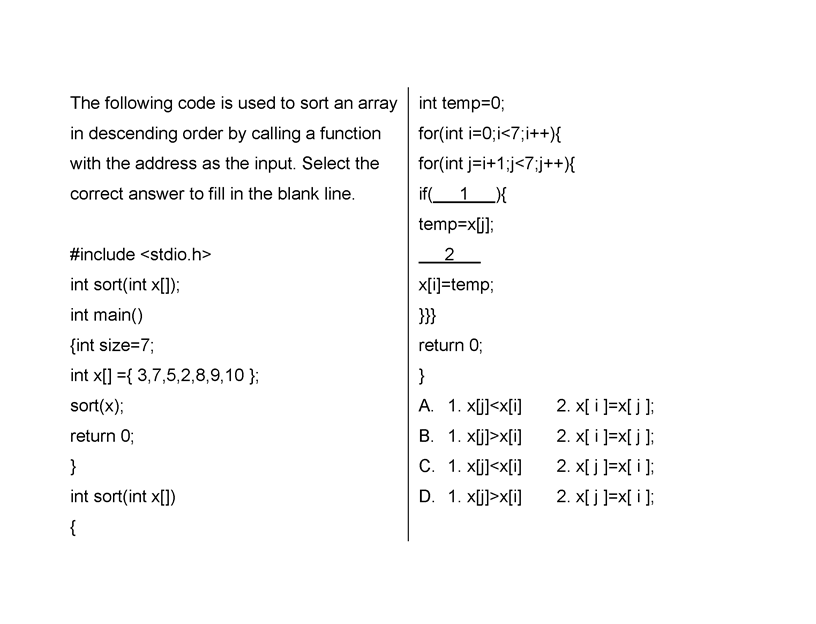 The following code is used to sort an array
in descending order by calling a function
with the address as the input. Select the
correct answer to fill in the blank line.
#include <stdio.h>
int sort(int x[]);
int main()
{int size=7;
int x[] ={ 3,7,5,2,8,9,10 };
sort(x);
return 0;
}
int sort(int x[])
{
int temp=0;
for(int i=0;i<7;i++){
for(int j=i+1;j<7;j++){
if(___1___){
temp=x[j];
___2___
x[i]=temp;
}}}
return 0;
}
A. 1. x[j]<x[i] 2. x[ i ]=x[ j ];
B. 1. x[j]>x[i] 2. x[ i ]=x[ j ];
C. 1. x[j]<x[i] 2. x[ j ]=x[ i ];
D. 1. x[j]>x[i] 2. x[ j ]=x[ i ];